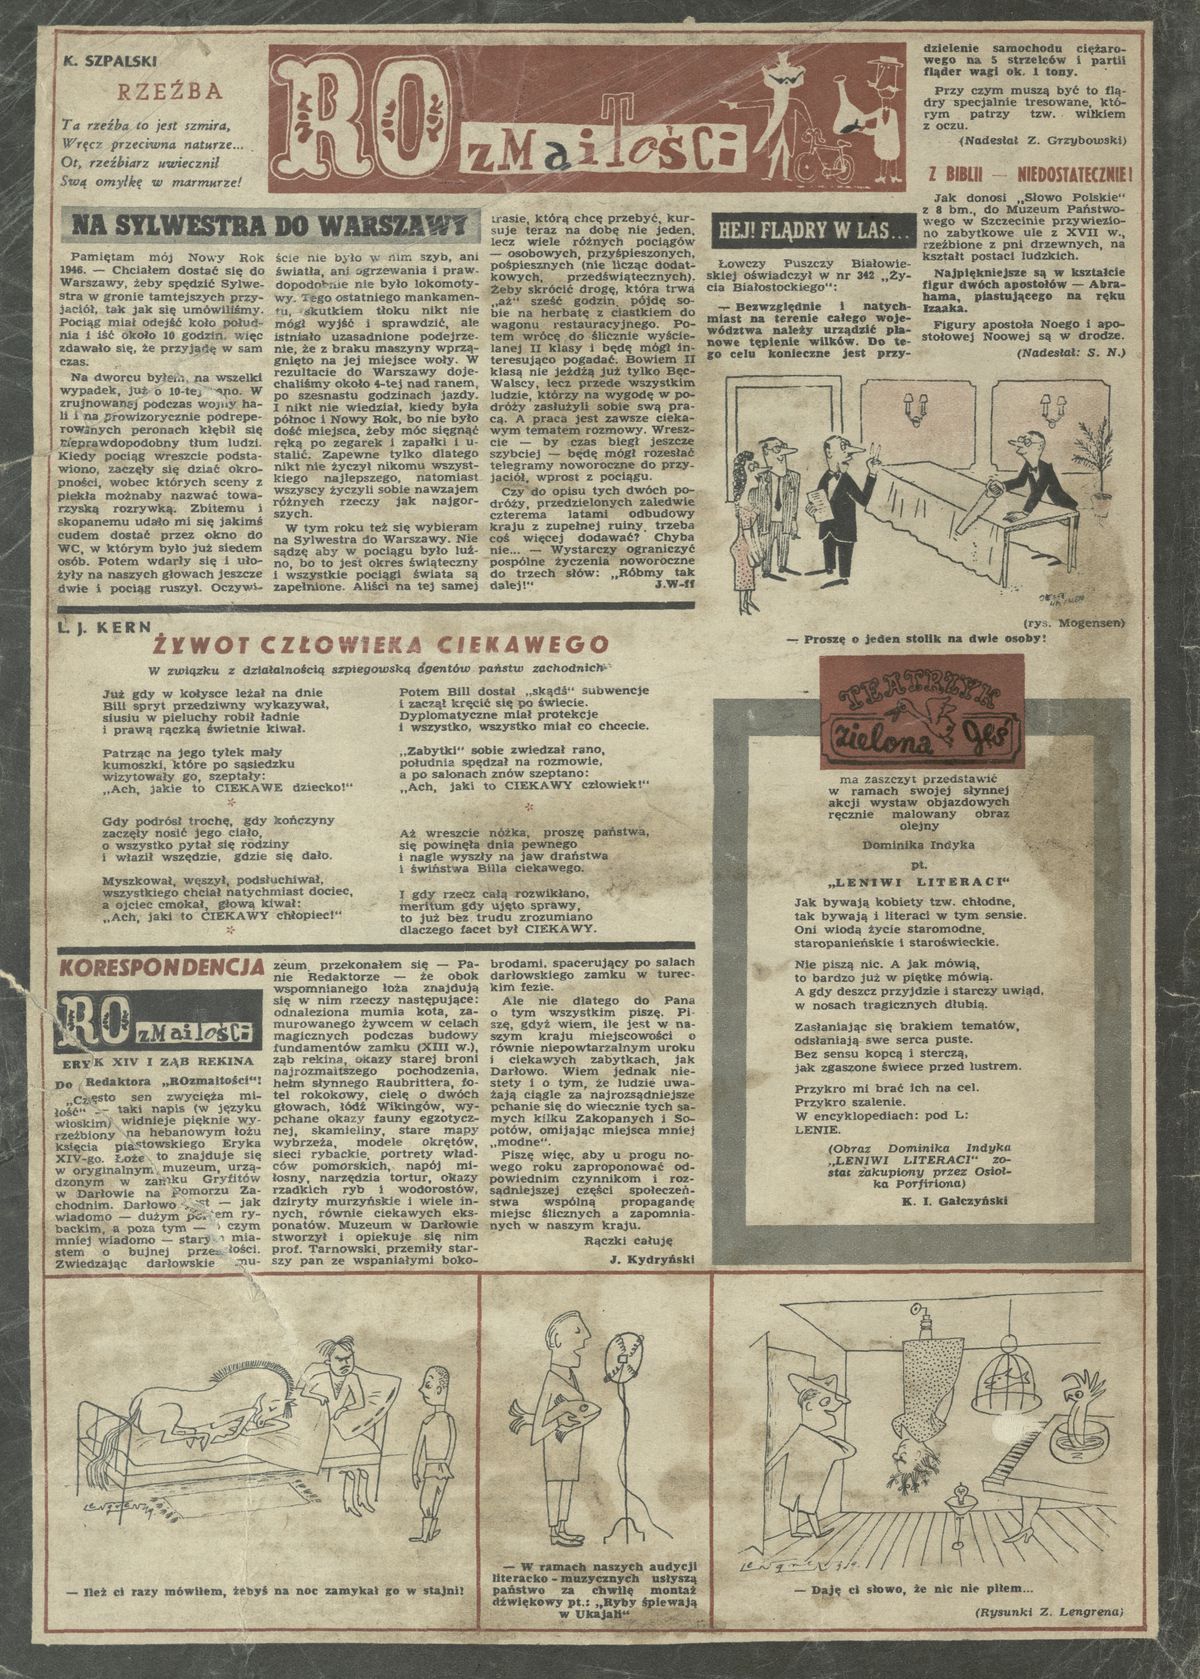 K. SZPALSKI
RZEŹBA
Ta rzeźba to jest szmira,
Wręcz przeciwna naturze...
Ot, rzeźbiarz uwiecznił
Swą omyłkę w marmurze!
ROzmaiTości
NA SYLWESTRA DO WARSZAWY
Pamiętam mój Nowy Rok
1946. — Chciałem dostać się do
Warszawy, żeby spędzić Sylwe-
stra w gronie tamtejszych przy-
jaciół, tak jak się umówiliśmy.
Pociąg miał odejść koło połud-
nia i iść około 10 godzin, więc
zdawało się, że przyjadę w sam
czas.
Na dworcu byłem, na wszelki
wypadek, już o 10-tej rano. W
zrujnowanej podczas wojny ha-
li i na prowizorycznie podrepe-
rowanych peronach kłębił się
nieprawdopodobny tłum ludzi.
Kiedy pociąg wreszcie podsta-
wiono, zaczęły się dziać okro-
pności, wobec których sceny z
piekła możnaby nazwać towa-
rzyską rozrywką. Zbitemu i
skopanemu udało mi się jakimś
cudem dostać przez okno do
WC, w którym było już siedem
osób. Potem wdarły się i uło-
żyły na naszych głowach jeszcze
dwie i pociąg ruszył. Oczywi-
ście nie było w nim szyb, ani
światła, ani ogrzewania i praw-
dopodobnie nie było lokomoty-
wy. Tego ostatniego mankamen-
tu, skutkiem tłoku nikt nie
mógł wyjść i sprawdzić, ale
istniało uzasadnione podejrze-
nie, że z braku maszyny wprzą-
gnięto na jej miejsce woły. W
rezultacie do Warszawy doje-
chaliśmy około 4-tej nad ranem,
po szesnastu godzinach jazdy.
I nikt nie wiedział, kiedy była
północ i Nowy Rok, bo nie było
dość miejsca, żeby móc sięgnąć
ręką po zegarek i zapałki i u-
stalić. Zapewne tylko dlatego
nikt nie życzył nikomu wszyst-
kiego najlepszego, natomiast
wszyscy życzyli sobie nawzajem
różnych rzeczy jak najgor-
szych.
W tym roku też się wybieram
na Sylwestra do Warszawy. Nie
sądzę aby w pociągu było luź-
no, bo to jest okres świąteczny
i wszystkie pociągi świata są
zapełnione. Aliści na tej samej
trasie, którą chcę przebyć, kur-
suje teraz na dobę nie jeden,
lecz wiele różnych pociągów
— osobowych, przyśpieszonych,
pośpiesznych (nie licząc dodat-
kowych, przedświątecznych).
Żeby skrócić drogę, która trwa
„aż” sześć godzin, pójdę so-
bie na herbatę z ciastkiem do
wagonu restauracyjnego. Po-
tem wrócę do ślicznie wyście-
lanej II klasy i będę mógł in-
teresująco pogadać. Bowiem II
klasą nie jeżdżą już tylko Bęc-
Walscy, lecz przede wszystkim
ludzie, którzy na wygodę w po-
dróży zasłużyli sobie swą pra-
cą. A praca jest zawsze cieka-
wym tematem rozmowy. Wresz-
cie — by czas biegł jeszcze
szybciej — będę mógł rozesłać
telegramy noworoczne do przy-
jaciół, wprost z pociągu.
Czy do opisu tych dwóch po-
dróży, przedzielonych zaledwie
czterema latami odbudowy
kraju z zupełnej ruiny, trzeba
coś więcej dodawać? Chyba
nie... — Wystarczy ograniczyć
pospólne życzenia noworoczne
do trzech słów: „Róbmy tak
dalej!”
J.W-ff
HEJ! FLĄDRY W LAS...
Łowczy Puszczy Białowie-
skiej oświadczył w nr 342 „Ży-
cia Białostockiego”:
— Bezwzględnie i natych-
miast na terenie całego woje-
wództwa należy urządzić pla-
nowe tępienie wilków. Do te-
go celu konieczne jest przy-
dzielenie samochodu ciężaro-
wego na 5 strzelców i partii
fląder wagi ok. 1 tony.
Przy czym muszą być to flą-
dry specjalnie tresowane, któ-
rym patrzy tzw. wilkiem
z oczu.
(Nadesłał Z. Grzybowski)
Z BIBLII — NIEDOSTATECZNIE!
Jak donosi „Słowo Polskie”
z 8 bm., do Muzeum Państwo-
wego w Szczecinie przywiezio-
no zabytkowe ule z XVII w.,
rzeźbione z pni drzewnych, na
kształt postaci ludzkich.
Najpiękniejsze są w kształcie
figur dwóch apostołów — Abra-
hama, piastującego na ręku
Izaaka.
Figury apostoła Noego i apo-
stołowej Noowej są w drodze.
(Nadesłał: S. N.)
(rys. Mogensen)
— Proszę o jeden stolik na dwie osoby!
L. J. KERN
ŻYWOT CZŁOWIEKA CIEKAWEGO
W związku z działalnością szpiegowską agentów państw zachodnich
Już gdy w kołysce leżał na dnie
Bill spryt przedziwny wykazywał,
siusiu w pieluchy robił ładnie
i prawą rączką świetnie kiwał.
Patrząc na jego tyłek mały
kumoszki, które po sąsiedzku
wizytowały go, szeptały:
„Ach, jakie to CIEKAWE dziecko!”
*
Gdy podrósł trochę, gdy kończyny
zaczęły nosić jego ciało,
o wszystko pytał się rodziny
i właził wszędzie, gdzie się dało.
Myszkował, węszył, podsłuchiwał,
wszystkiego chciał natychmiast dociec,
a ojciec cmokał, głową kiwał:
„Ach, jaki to CIEKAWY chłopiec!”
*
Potem Bill dostał „skądś” subwencje
i zaczął kręcić się po świecie.
Dyplomatyczne miał protekcje
i wszystko, wszystko miał co chcecie.
„Zabytki” sobie zwiedzał rano,
południa spędzał na rozmowie,
a po salonach znów szeptano:
„Ach, jaki to CIEKAWY człowiek!”
*
Aż wreszcie nóżka, proszę państwa,
się powinęła dnia pewnego
i nagle wyszły na jaw draństwa
i świństwa Billa ciekawego.
I gdy rzecz całą rozwikłano,
meritum gdy ujęto sprawy,
to już bez trudu zrozumiano
dlaczego facet był CIEKAWY.
TEATRZYK
zielona Gęś
ma zaszczyt przedstawić
w ramach swojej słynnej
akcji wystaw objazdowych
ręcznie malowany obraz
olejny
Dominika Indyka
pt.
„LENIWI LITERACI”
Jak bywają kobiety tzw. chłodne,
tak bywają i literaci w tym sensie.
Oni wiodą życie staromodne,
staropanieńskie i staroświeckie.
Nie piszą nic. A jak mówią,
to bardzo już w piętkę mówią.
A gdy deszcz przyjdzie i starczy uwiąd,
w nosach tragicznych dłubią.
Zasłaniając się brakiem tematów,
odsłaniają swe serca puste.
Bez sensu kopcą i sterczą,
jak zgaszone świece przed lustrem.
Przykro mi brać ich na cel.
Przykro szalenie.
W encyklopediach: pod L:
LENIE.
(Obraz Dominika Indyka
„LENIWI LITERACI” zo-
stał zakupiony przez Osioł-
ka Porfiriona)
K. I. Gałczyński
KORESPONDENCJA
ROzmaitości
ERYK XIV I ZĄB REKINA
Do Redaktora „ROzmaitości”!
„Często sen zwycięża mi-
łość” — taki napis (w języku
włoskim) widnieje pięknie wy-
rzeźbiony na hebanowym łożu
księcia piastowskiego Eryka
XIV-go. Łoże to znajduje się
w oryginalnym muzeum, urzą-
dzonym w zamku Gryfitów
w Darłowie na Pomorzu Za-
chodnim. Darłowo jest — jak
wiadomo — dużym portem ry-
backim, a poza tym — o czym
mniej wiadomo — starym mia-
stem o bujnej przeszłości.
Zwiedzając darłowskie mu-
zeum, przekonałem się — Pa-
nie Redaktorze — że obok
wspomnianego łoża znajdują
się w nim rzeczy następujące:
odnaleziona mumia kota, za-
murowanego żywcem w celach
magicznych podczas budowy
fundamentów zamku (XIII w.),
ząb rekina, okazy starej broni
najrozmaitszego pochodzenia,
hełm słynnego Raubrittera, fo-
tel rokokowy, cielę o dwóch
głowach, łódź Wikingów, wy-
pchane okazy fauny egzotycz-
nej, skamieliny, stare mapy
wybrzeża, modele okrętów,
sieci rybackie, portrety wład-
ców pomorskich, napój mi-
łosny, narzędzia tortur, okazy
rzadkich ryb i wodorostów,
dziryty murzyńskie i wiele in-
nych, równie ciekawych eks-
ponatów. Muzeum w Darłowie
stworzył i opiekuje się nim
prof. Tarnowski, przemiły star-
szy pan ze wspaniałymi boko-
brodami, spacerujący po salach
darłowskiego zamku w turec-
kim fezie.
Ale nie dlatego do Pana
o tym wszystkim piszę. Pi-
szę, gdyż wiem, ile jest w na-
szym kraju miejscowości o
równie niepowtarzalnym uroku
i ciekawych zabytkach, jak
Darłowo. Wiem jednak nie-
stety i o tym, że ludzie uwa-
żają ciągle za najrozsądniejsze
pchanie się do wiecznie tych sa-
mych kilku Zakopanych i So-
potów, omijając miejsca mniej
„modne”.
Piszę więc, aby u progu no-
wego roku zaproponować od-
powiednim czynnikom i roz-
sądniejszej części społeczeń-
stwa wspólną propagandę
miejsc ślicznych a zapomnia-
nych w naszym kraju.
Rączki całuję
J. Kydryński
— Ileż ci razy mówiłem, żebyś na noc zamykał go w stajni!
— W ramach naszych audycji
literacko-muzycznych usłyszą
państwo za chwilę montaż
dźwiękowy pt.: „Ryby śpiewają
w Ukajali”
— Daję ci słowo, że nic nie piłem...
(Rysunki Z. Lengrena)